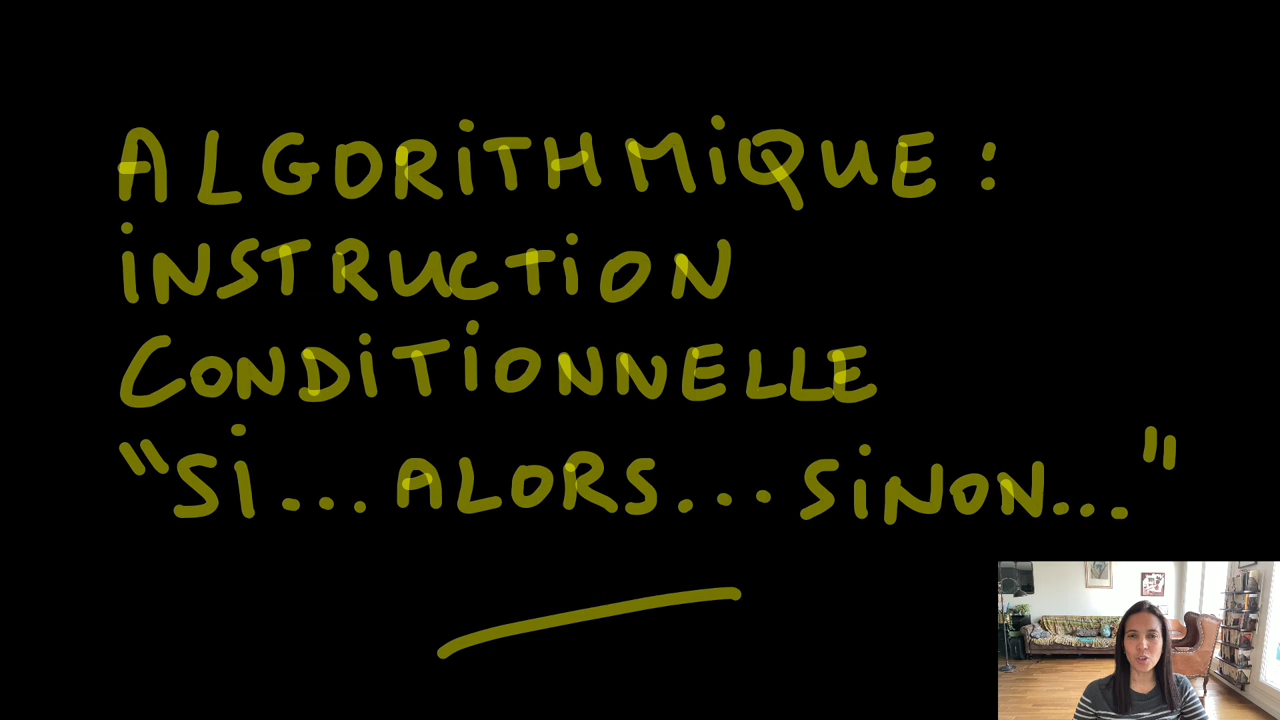 ALGORITHMIQUE :
INSTRUCTION
CONDITIONNELLE
"SI... ALORS... SINON..."